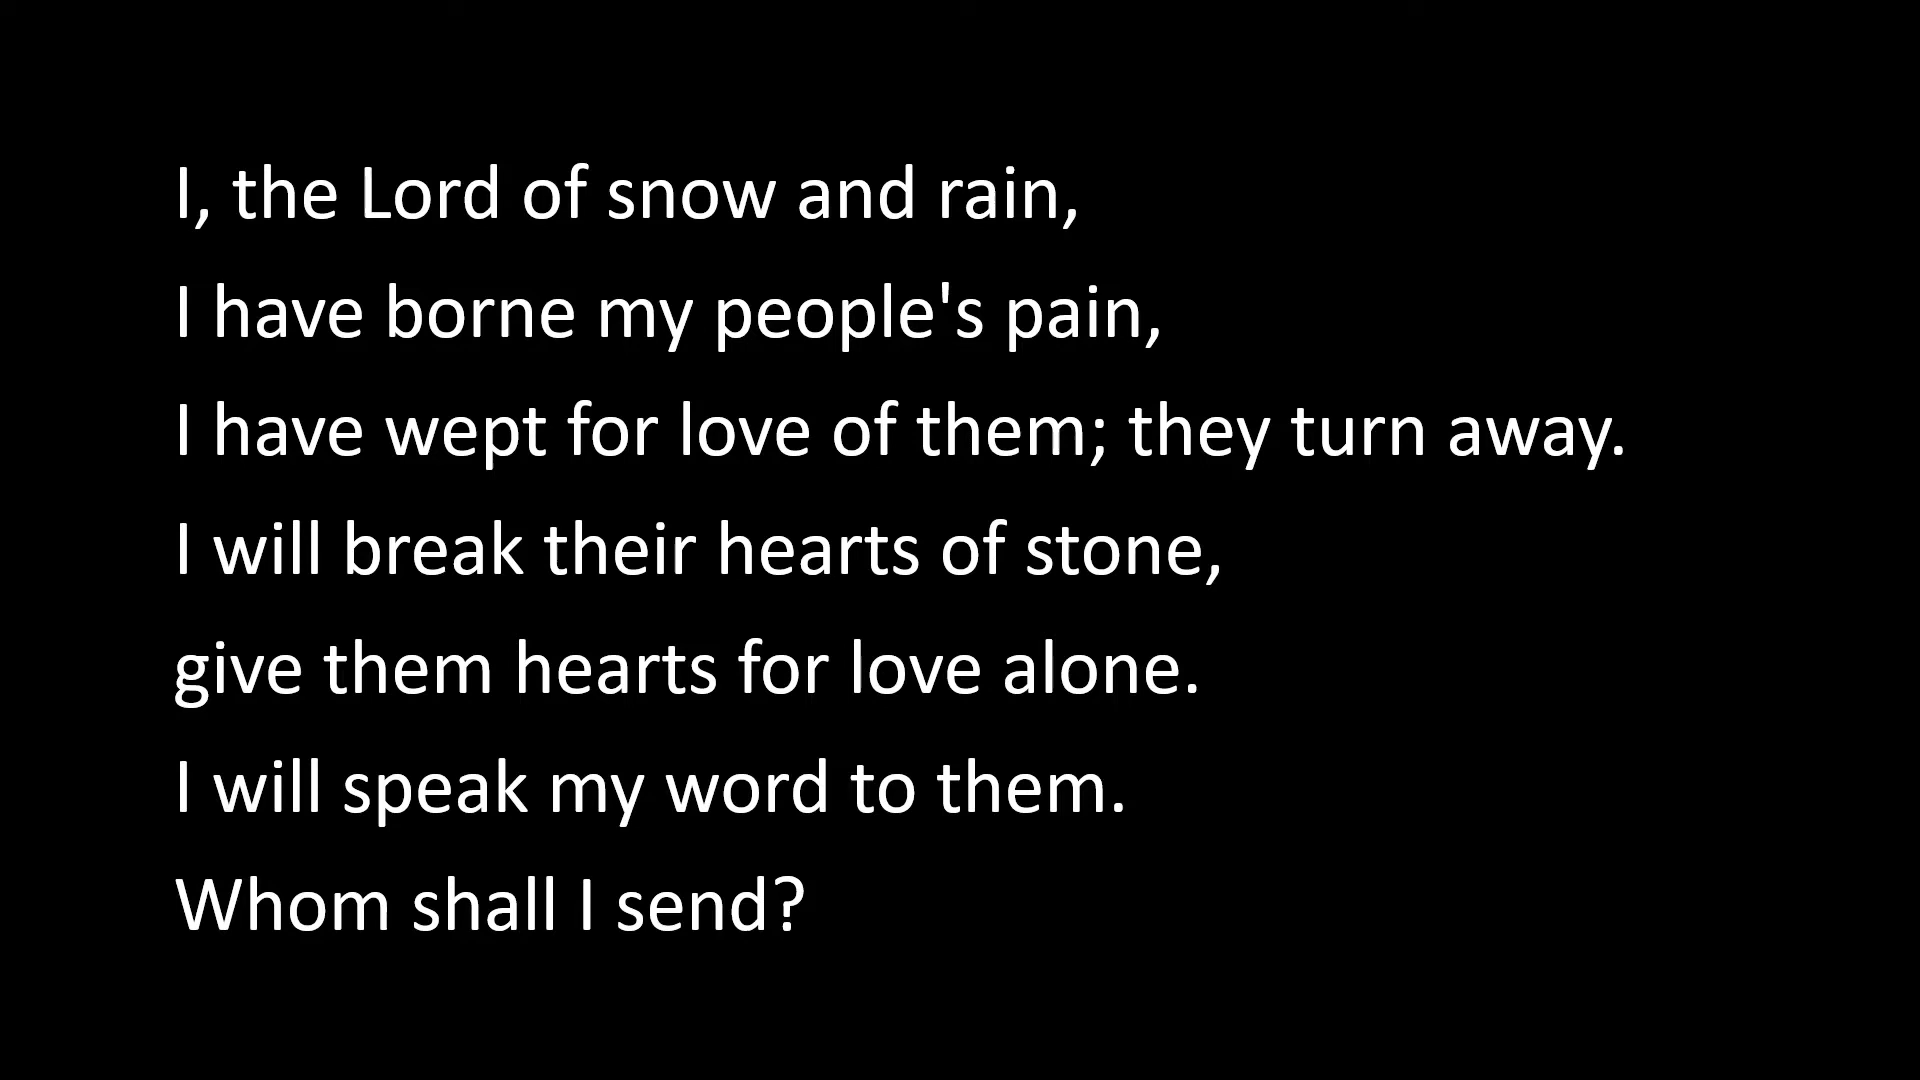 I, the Lord of snow and rain,
I have borne my people's pain,
I have wept for love of them; they turn away.
I will break their hearts of stone,
give them hearts for love alone.
I will speak my word to them.
Whom shall I send?